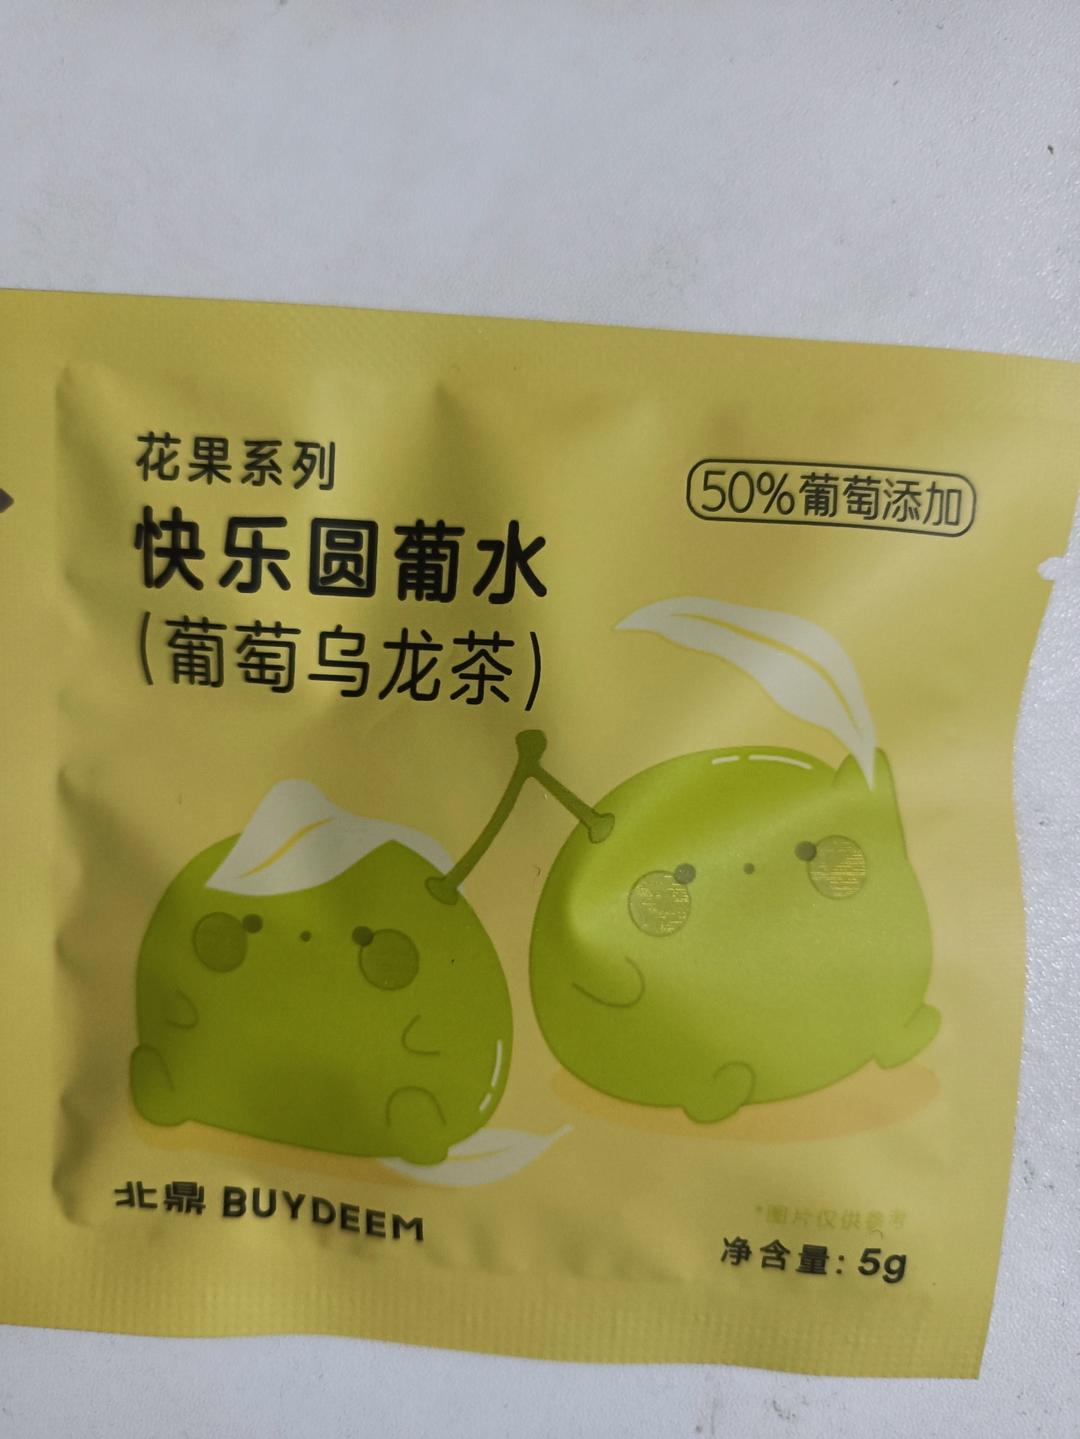 花果系列
50%葡萄添加
快乐圆葡水
(葡萄乌龙茶)
北鼎 BUYDEEM
*图片仅供参考
净含量: 5g